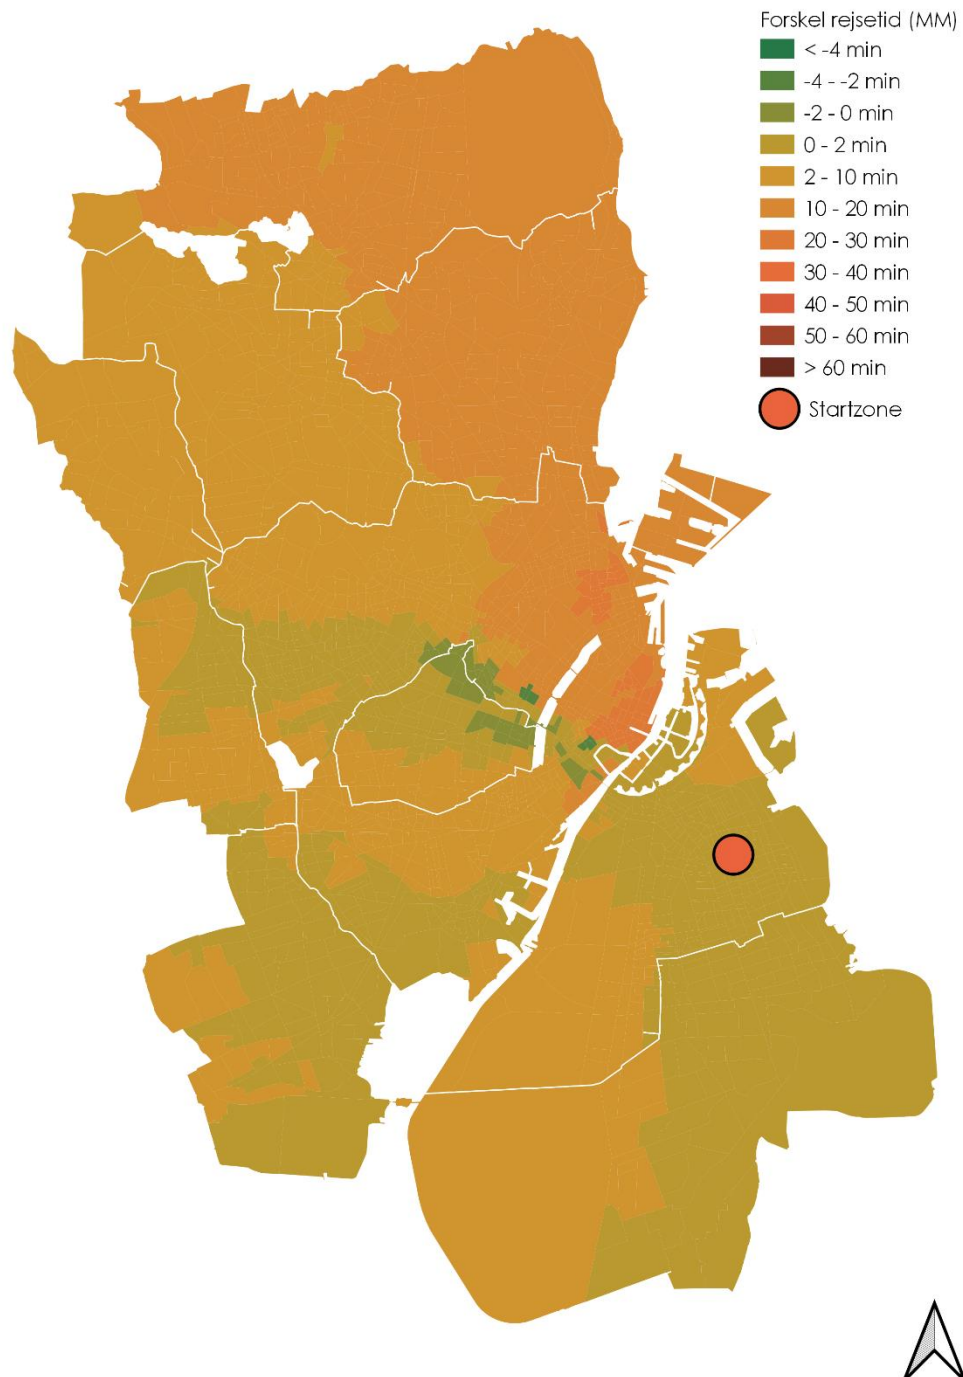 Forskel rejsetid (MM)
< -4 min
-4 - -2 min
-2 - 0 min
0 - 2 min
2 - 10 min
10 - 20 min
20 - 30 min
30 - 40 min
40 - 50 min
50 - 60 min
> 60 min
Startzone